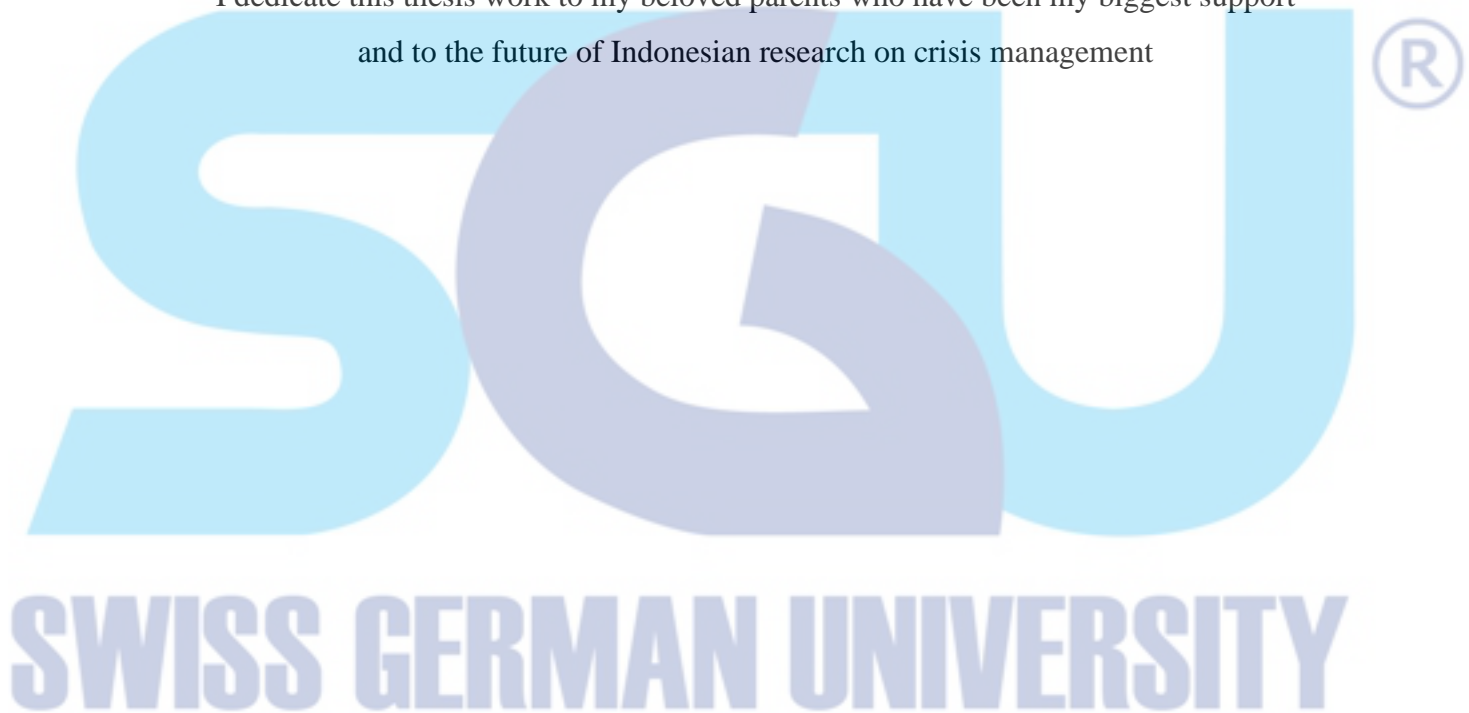 I dedicate this thesis work to my beloved parents who have been my biggest support
and to the future of Indonesian research on crisis management
SGU ®
SWISS GERMAN UNIVERSITY